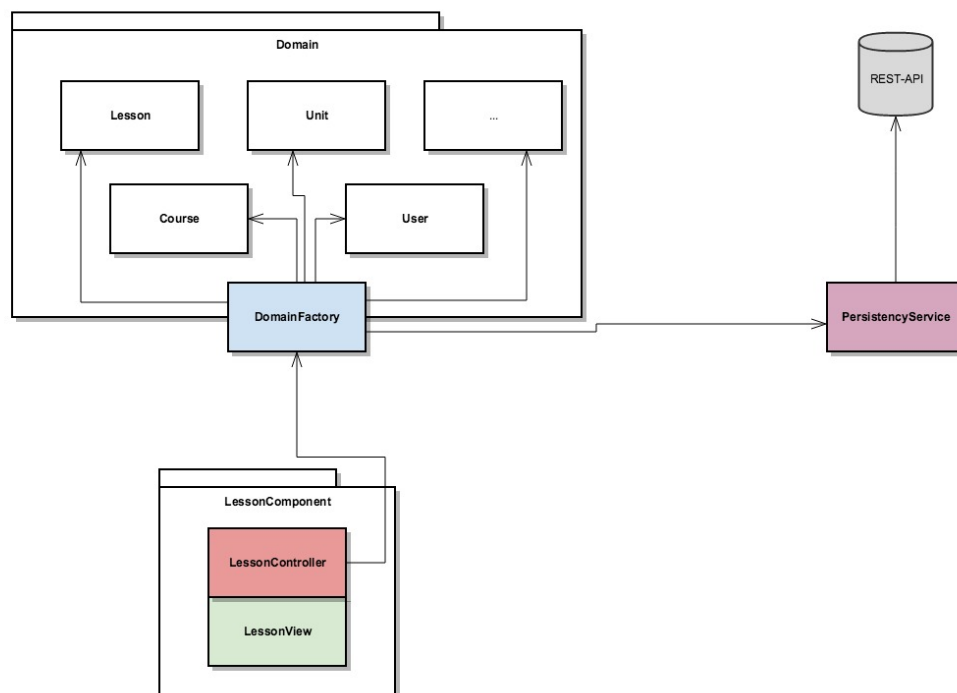 Domain
REST-API
Lesson
Unit
...
Course
User
DomainFactory
PersistencyService
LessonComponent
LessonController
LessonView